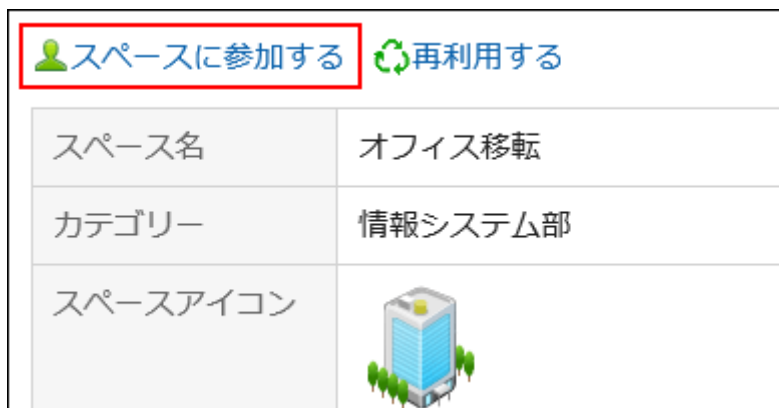 スペースに参加する 再利用する
スペース名 オフィス移転
カテゴリー 情報システム部
スペースアイコン